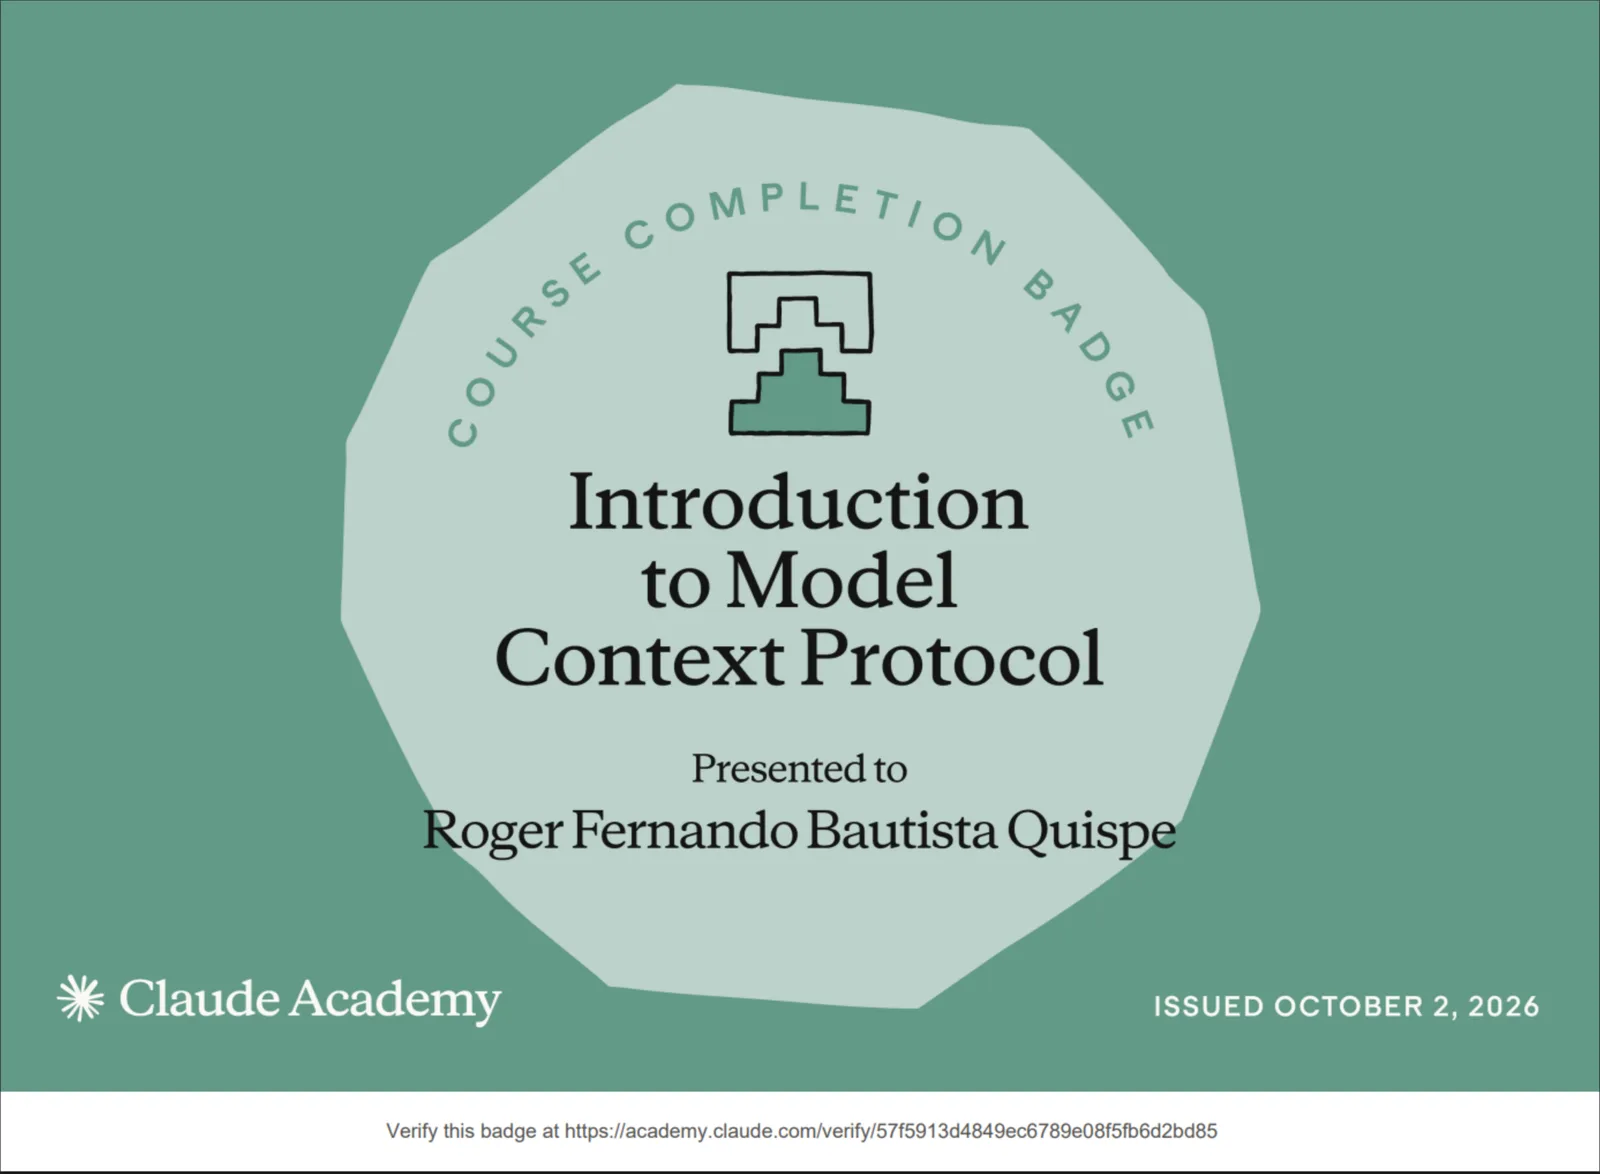 COURSE COMPLETION BADGE
Introduction
to Model
Context Protocol
Presented to
Roger Fernando Bautista Quispe
Claude Academy
ISSUED OCTOBER 2, 2026
Verify this badge at https://academy.claude.com/verify/57f5913d4849ec6789e08f5fb6d2bd85